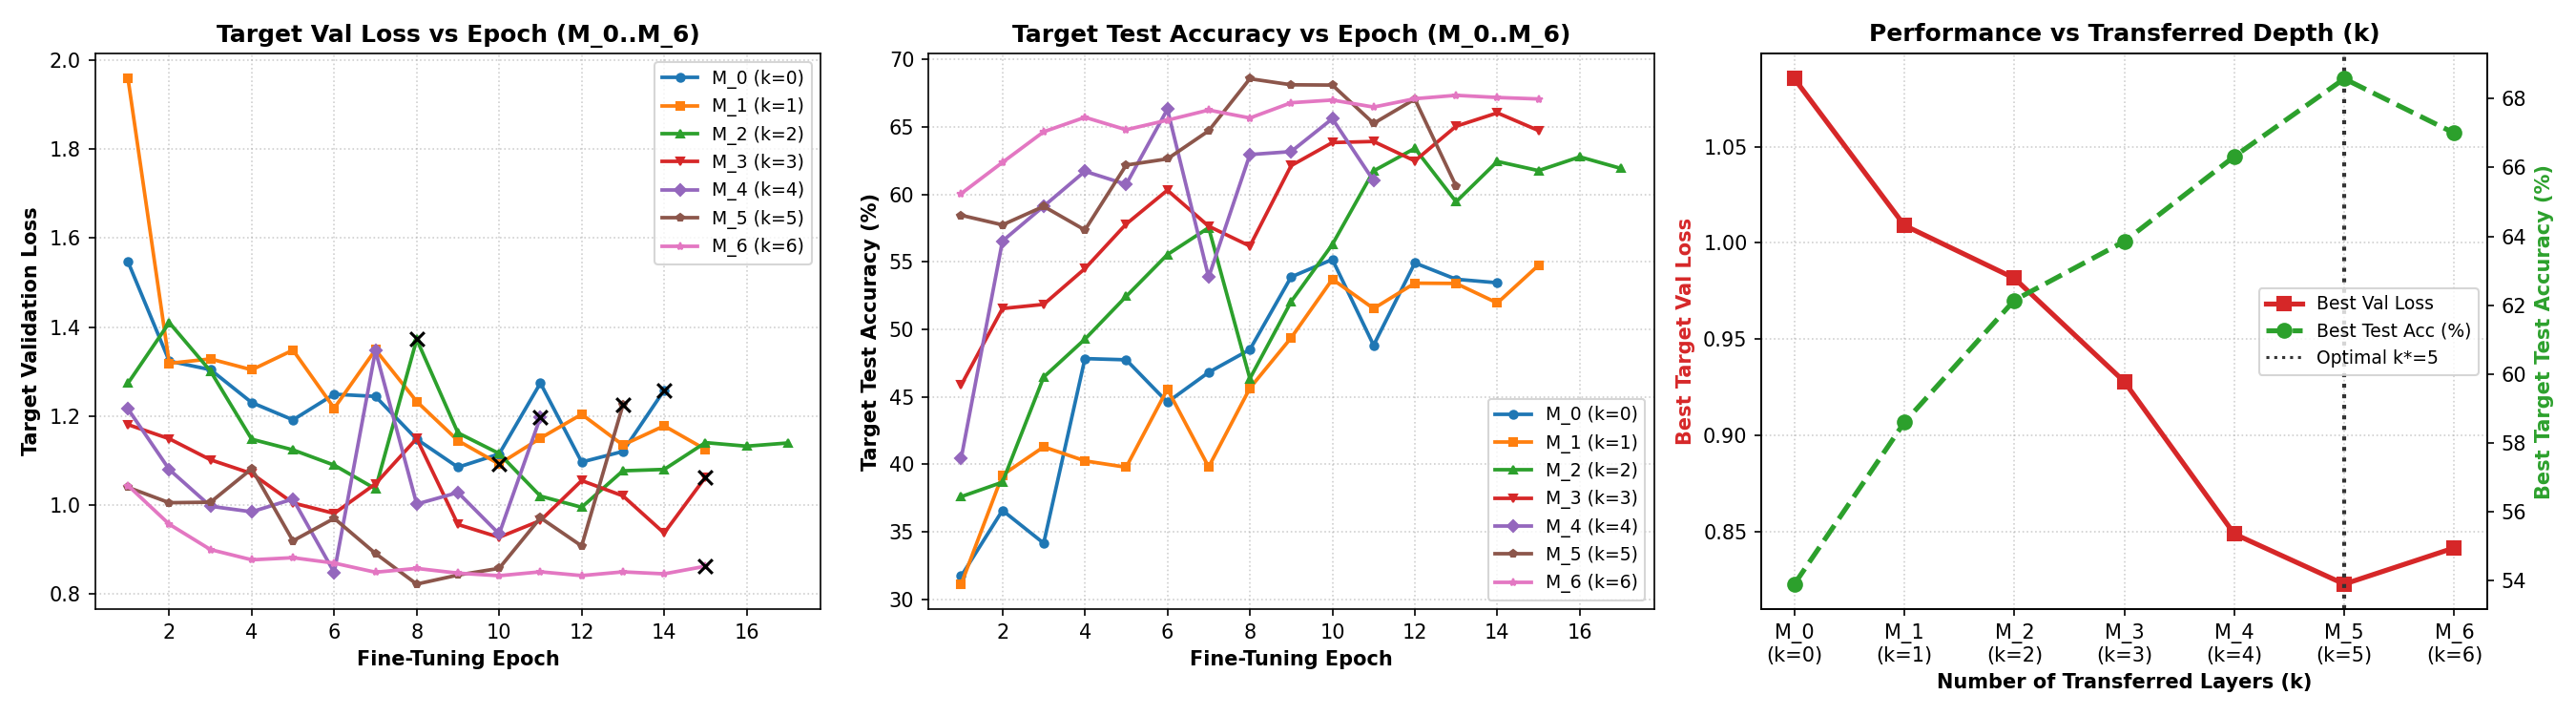 Target Val Loss vs Epoch (M_0..M_6)
Target Validation Loss
2.0
1.8
1.6
1.4
1.2
1.0
0.8
M_0 (k=0)
M_1 (k=1)
M_2 (k=2)
M_3 (k=3)
M_4 (k=4)
M_5 (k=5)
M_6 (k=6)
2 4 6 8 10 12 14 16
Fine-Tuning Epoch
Target Test Accuracy vs Epoch (M_0..M_6)
Target Test Accuracy (%)
70
65
60
55
50
45
40
35
30
M_0 (k=0)
M_1 (k=1)
M_2 (k=2)
M_3 (k=3)
M_4 (k=4)
M_5 (k=5)
M_6 (k=6)
2 4 6 8 10 12 14 16
Fine-Tuning Epoch
Performance vs Transferred Depth (k)
Best Target Val Loss
1.05
1.00
0.95
0.90
0.85
Best Val Loss
Best Test Acc (%)
Optimal k*=5
68
66
64
62
60
58
56
54
Best Target Test Accuracy (%)
M_0 M_1 M_2 M_3 M_4 M_5 M_6
(k=0) (k=1) (k=2) (k=3) (k=4) (k=5) (k=6)
Number of Transferred Layers (k)